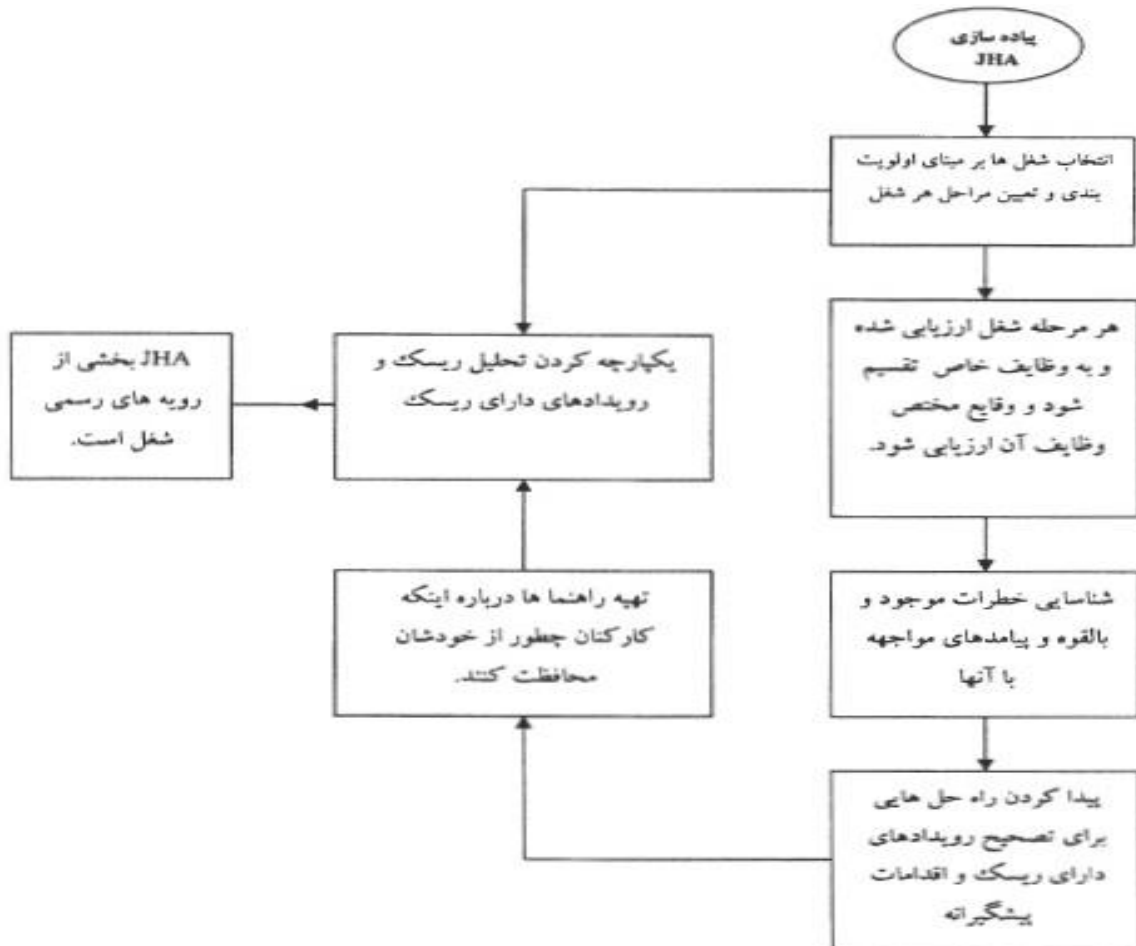 پیاده سازی
JHA
انتخاب شغل ها بر مبنای اولویت
بندی و تعیین مراحل هر شغل
هر مرحله شغل ارزیابی شده
و به وظایف خاص تقسیم
شود و وقایع مختص
وظایف آن ارزیابی شود.
شناسایی خطرات موجود و
بالقوه و پیامدهای مواجهه
با آنها
پیدا کردن راه حل هایی
برای تصحیح رویدادهای
دارای ریسک و اقدامات
پیشگیرانه
تهیه راهنما ها درباره اینکه
کارکنان چطور از خودشان
محافظت کنند.
یکپارچه کردن تحلیل ریسک و
رویدادهای دارای ریسک
JHA بخشی از
رویه های رسمی
شغل است.